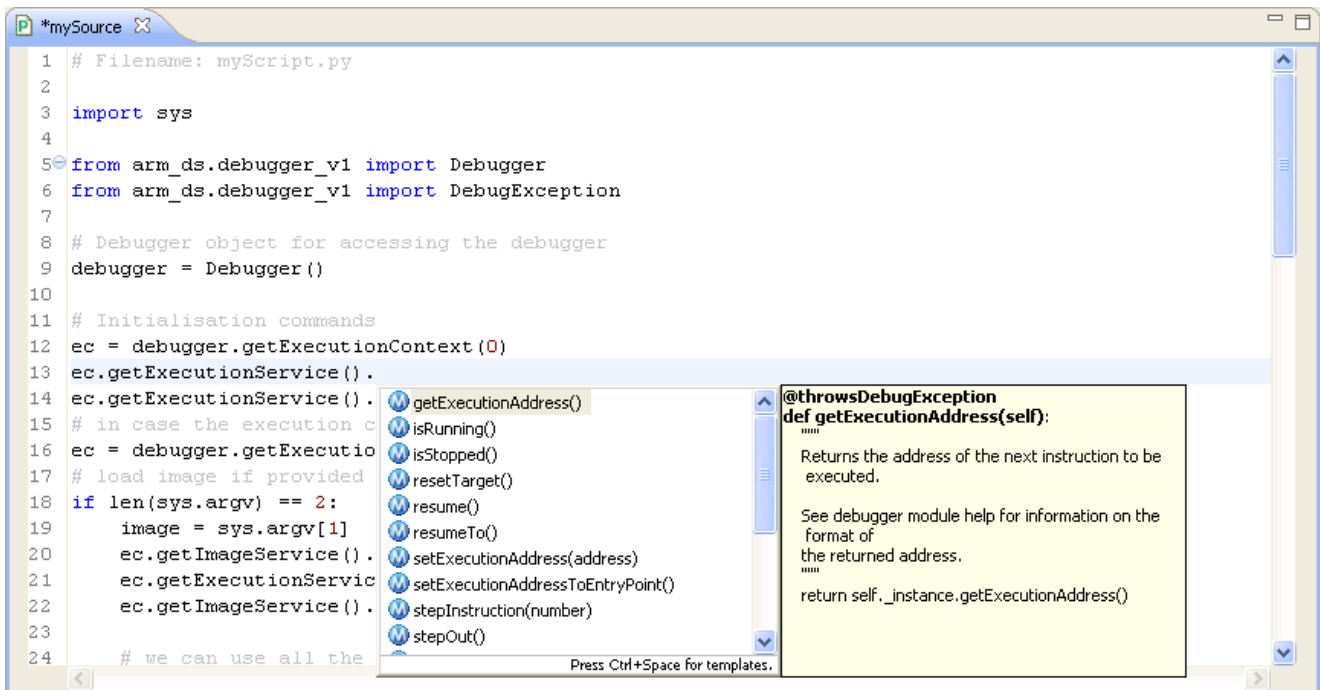 *mySource
1 # Filename: myScript.py
2
3 import sys
4
5 from arm_ds.debugger_v1 import Debugger
6 from arm_ds.debugger_v1 import DebugException
7
8 # Debugger object for accessing the debugger
9 debugger = Debugger()
10
11 # Initialisation commands
12 ec = debugger.getExecutionContext(0)
13 ec.getExecutionService().
14 ec.getExecutionService().
15 # in case the execution c
16 ec = debugger.getExecutio
17 # load image if provided
18 if len(sys.argv) == 2:
19 image = sys.argv[1]
20 ec.getImageService().
21 ec.getExecutionServic
22 ec.getImageService().
23
24 # we can use all the
getExecutionAddress()
isRunning()
isStopped()
resetTarget()
resume()
resumeTo()
setExecutionAddress(address)
setExecutionAddressToEntryPoint()
stepInstruction(number)
stepOut()
Press Ctrl+Space for templates.
@throwsDebugException
def getExecutionAddress(self):
"""
Returns the address of the next instruction to be
executed.
See debugger module help for information on the
format of
the returned address.
"""
return self._instance.getExecutionAddress()